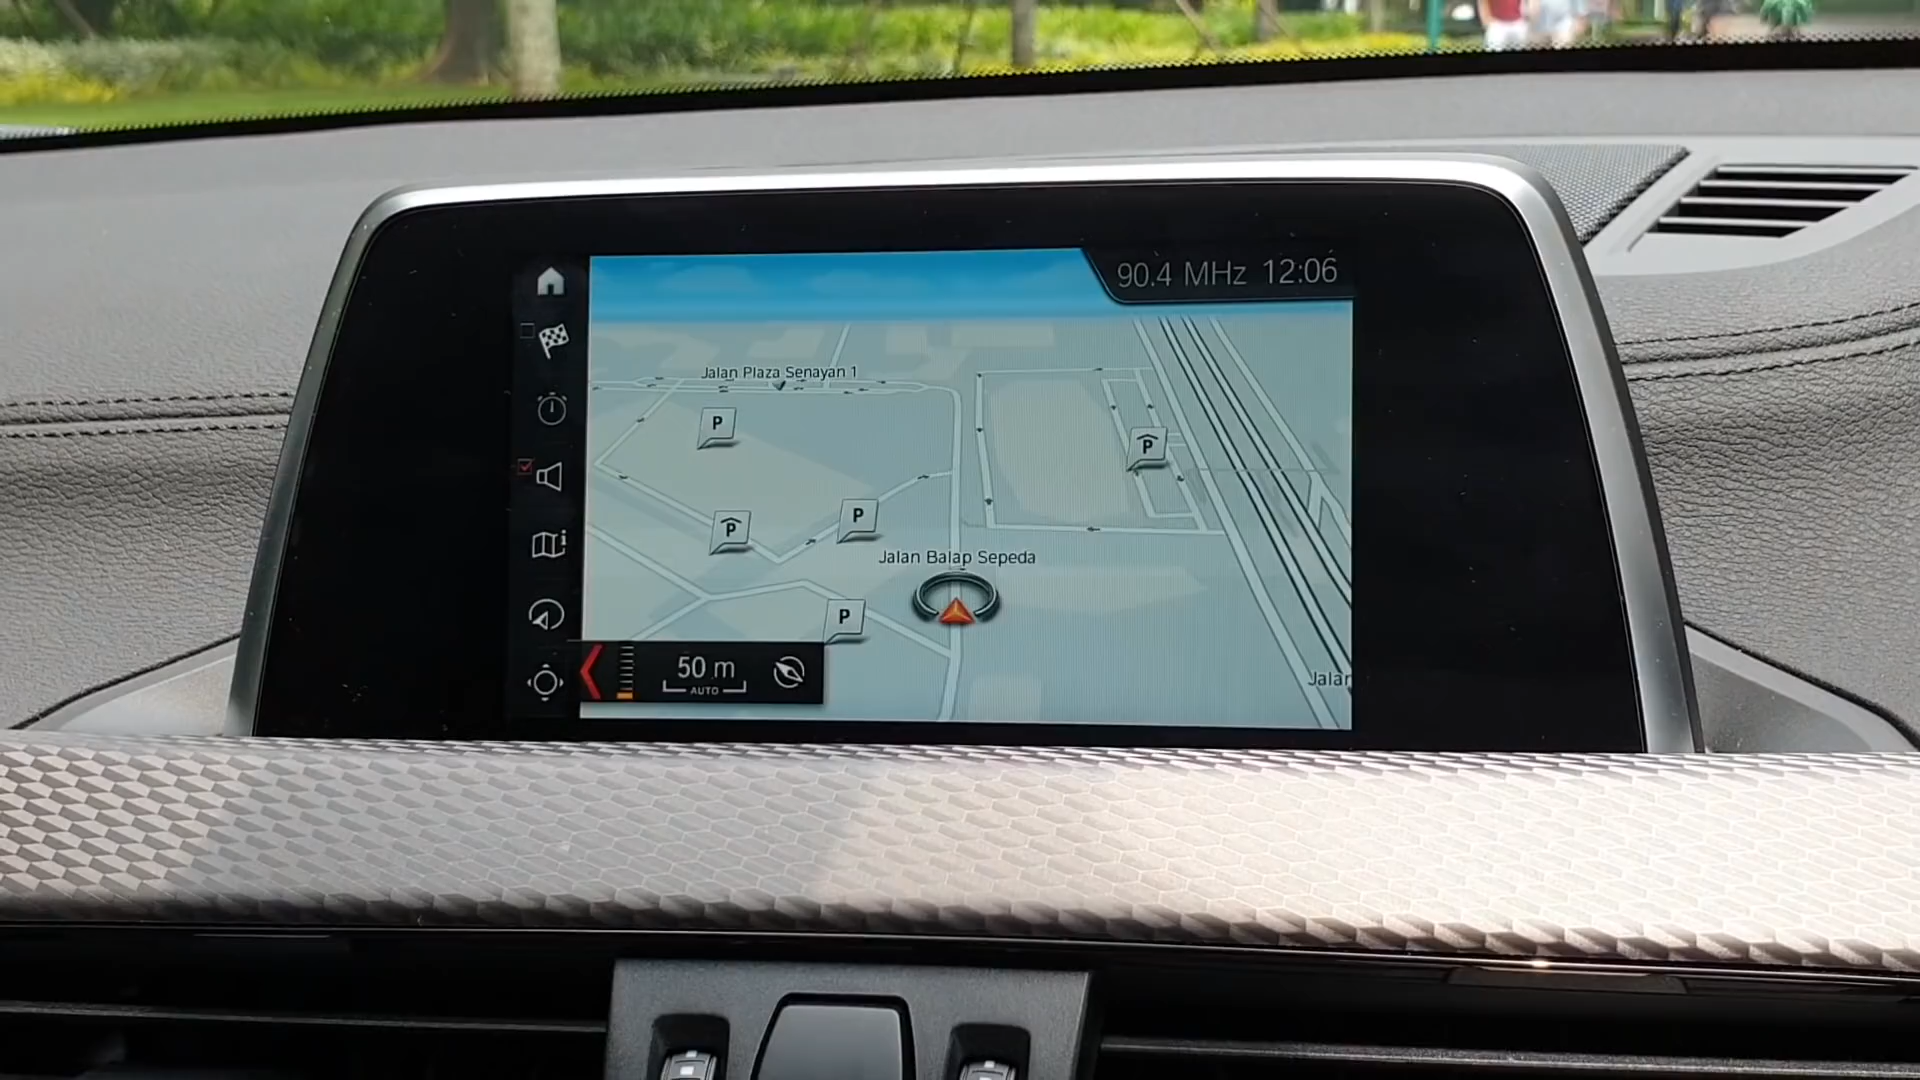 90.4 MHz 12:06
Jalan Plaza Senayan 1
P
P
P
P
Jalan Balap Sepeda
P
50 m
AUTO
Jalan